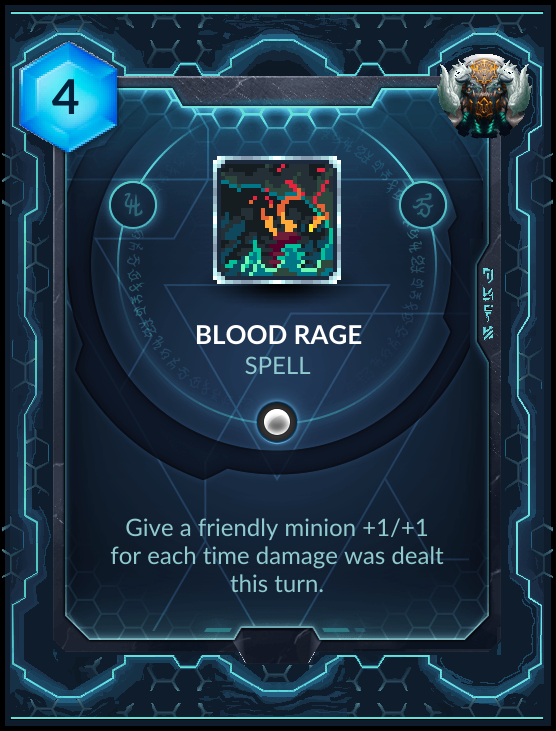 4
BLOOD RAGE
SPELL
Give a friendly minion +1/+1
for each time damage was dealt
this turn.